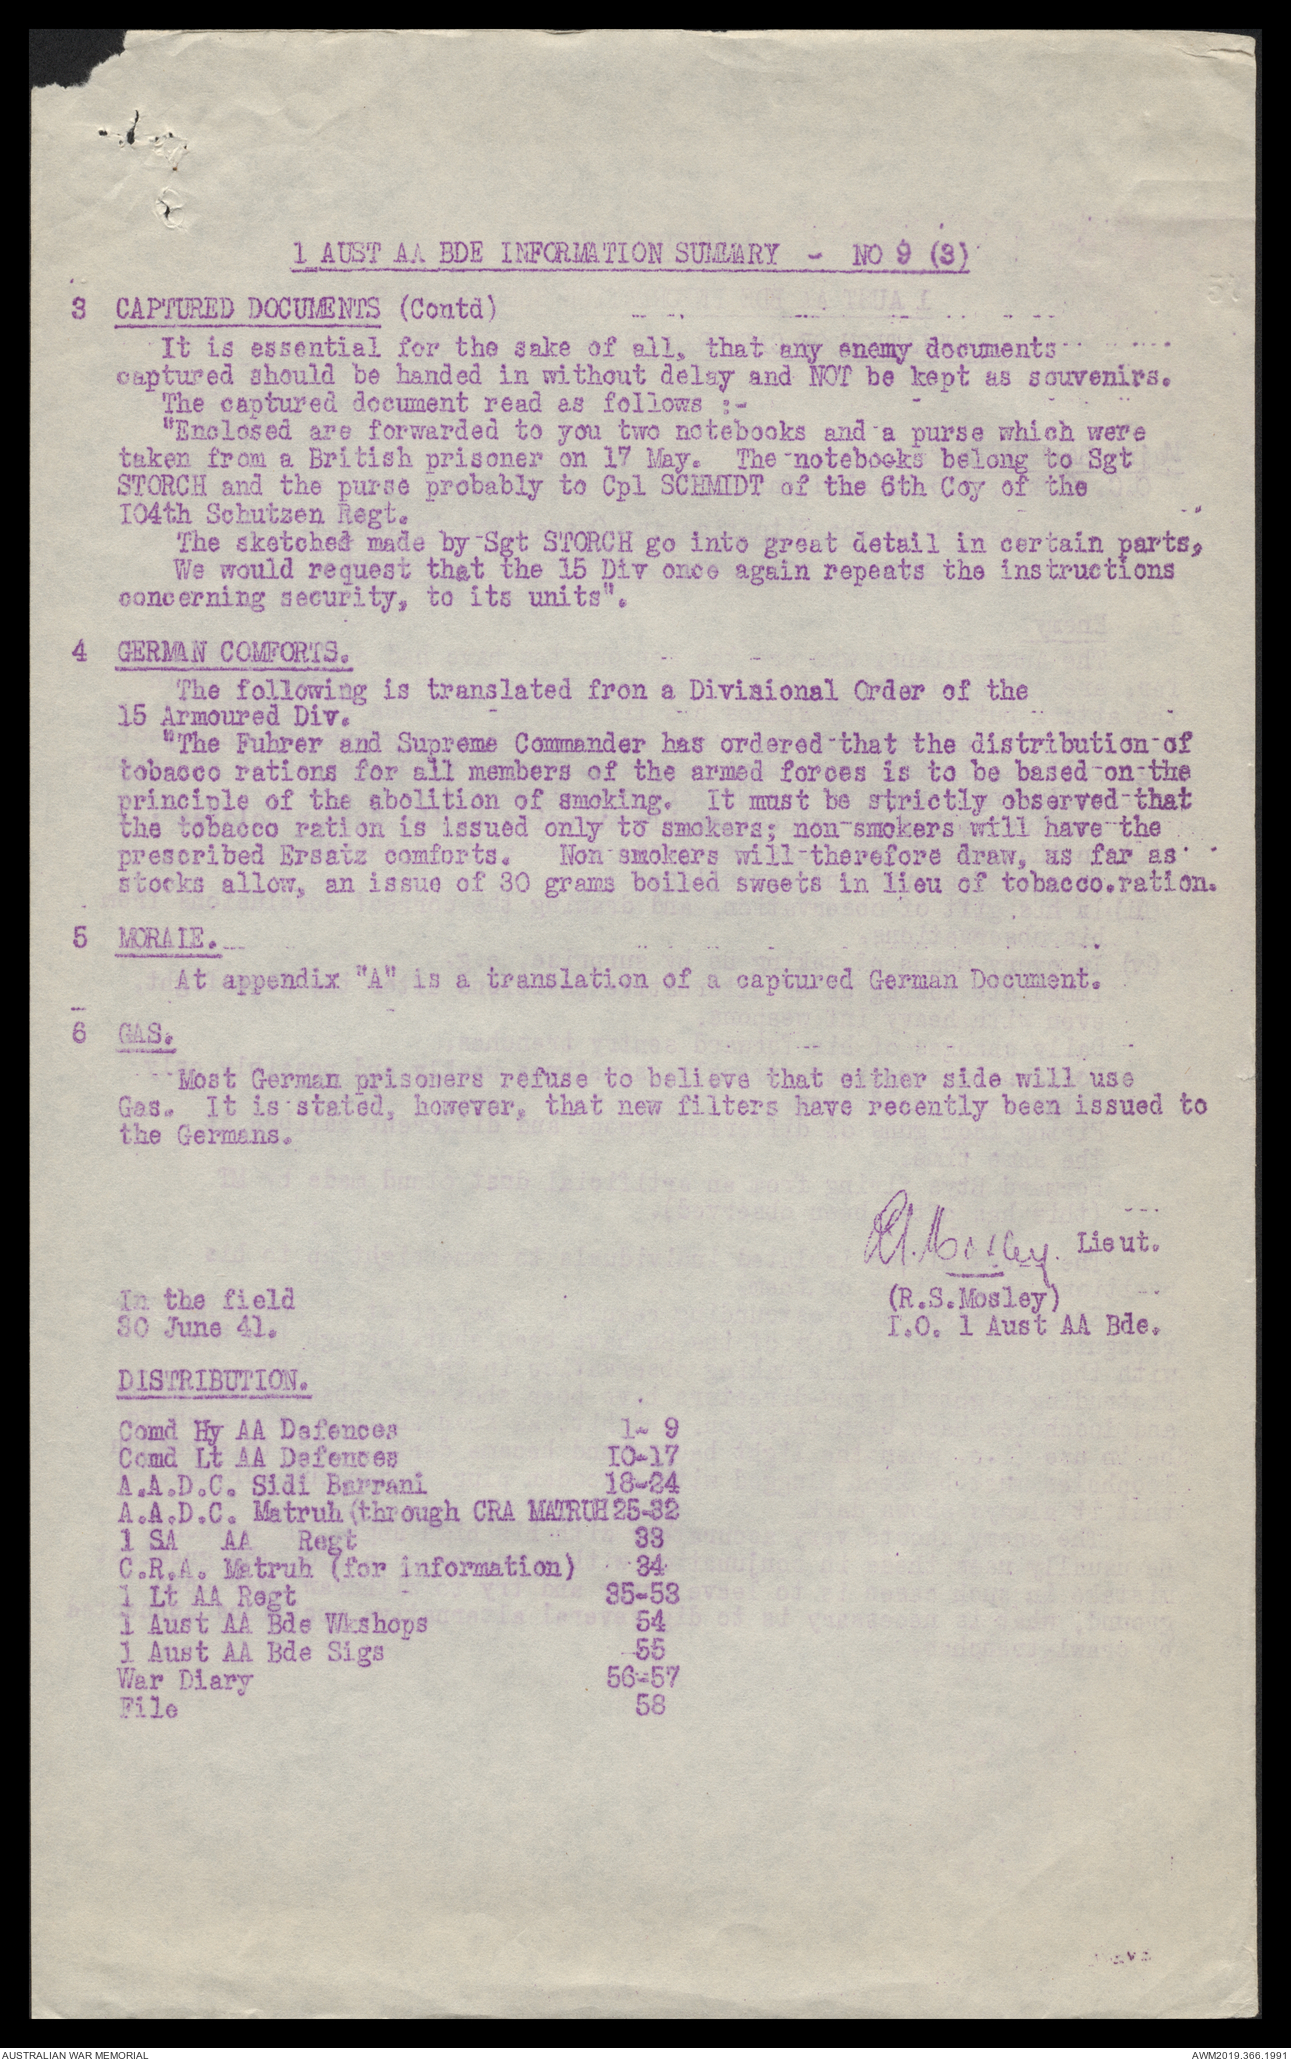 1 AUST AA BDE INFORMATION SUMMARY - NO 9 (3)
3 CAPTURED DOCUMENTS (Contd)
It is essential for the sake of all, that any enemy documents
captured should be handed in without delay and NOT be kept as souvenirs.
The captured document read as follows :-
"Enclosed are forwarded to you two notebooks and a purse which were
taken from a British prisoner on 17 May. The notebooks belong to Sgt
STORCH and the purse probably to Cpl SCHMIDT of the 6th Coy of the
104th Schutzen Regt.
The sketched made by Sgt STORCH go into great detail in certain parts,
We would request that the 15 Div once again repeats the instructions
concerning security, to its units".
4 GERMAN COMFORTS.
The following is translated fron a Divisional Order of the
15 Armoured Div.
"The Fuhrer and Supreme Commander has ordered that the distribution of
tobacco rations for all members of the armed forces is to be based on the
principle of the abolition of smoking. It must be strictly observed that
the tobacco ration is issued only to smokers; non-smokers will have the
prescribed Ersatz comforts. Non smokers will therefore draw, as far as
stocks allow, an issue of 30 grams boiled sweets in lieu of tobacco.ration.
5 MORALE.
At appendix "A" is a translation of a captured German Document.
6 GAS.
Most German prisoners refuse to believe that either side will use
Gas. It is stated, however, that new filters have recently been issued to
the Germans.
R.S.Mosley. Lieut.
(R.S.Mosley)
I.O. 1 Aust AA Bde.
In the field
30 June 41.
DISTRIBUTION.
Comd Hy AA Defences 1- 9
Comd Lt AA Defences 10-17
A.A.D.C. Sidi Barrani 18-24
A.A.D.C. Matruh (through CRA MATRUH 25-32
1 SA AA Regt 33
C.R.A. Matruh (for information) 34
1 Lt AA Regt 35-53
1 Aust AA Bde Wkshops 54
1 Aust AA Bde Sigs 55
War Diary 56-57
File 58
AUSTRALIAN WAR MEMORIAL
AWM2019.366.1991